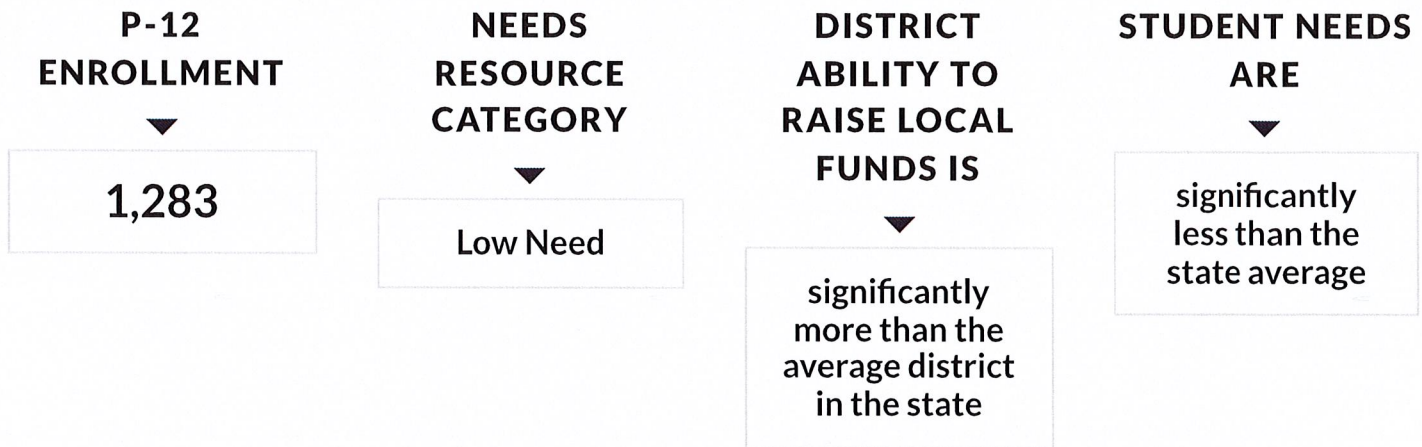 P-12
ENROLLMENT
1,283
NEEDS
RESOURCE
CATEGORY
Low Need
DISTRICT
ABILITY TO
RAISE LOCAL
FUNDS IS
significantly
more than the
average district
in the state
STUDENT NEEDS
ARE
significantly
less than the
state average